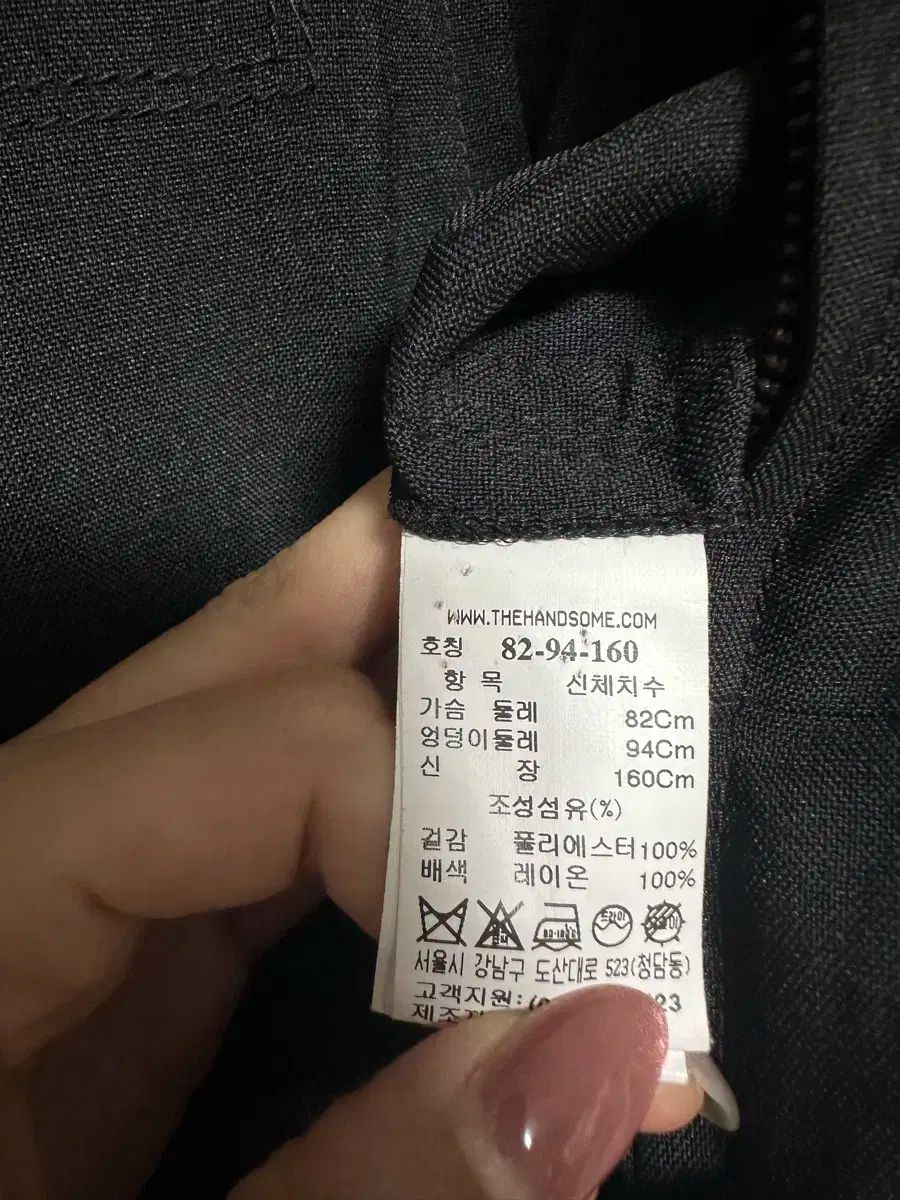 WWW.THEHANDSOME.COM
호칭 82-94-160
항 목 신체치수
가슴 둘레 82Cm
엉덩이둘레 94Cm
신 장 160Cm
조성섬유(%)
겉감 폴리에스터100%
배색 레이온 100%
드라이
서울시 강남구 도산대로 523(청담동)
고객지원: